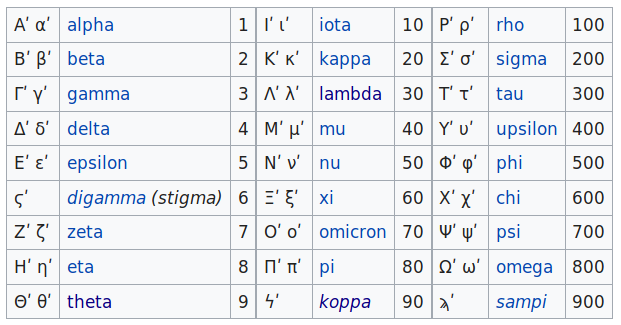 Αʹ αʹ alpha 1 Ιʹ ιʹ iota 10 Ρʹ ρʹ rho 100
Βʹ βʹ beta 2 Κʹ κʹ kappa 20 Σʹ σʹ sigma 200
Γʹ γʹ gamma 3 Λʹ λʹ lambda 30 Τʹ τʹ tau 300
Δʹ δʹ delta 4 Μʹ μʹ mu 40 Υʹ υʹ upsilon 400
Εʹ εʹ epsilon 5 Νʹ νʹ nu 50 Φʹ φʹ phi 500
ϛʹ digamma (stigma) 6 Ξʹ ξʹ xi 60 Χʹ χʹ chi 600
Ζʹ ζʹ zeta 7 Οʹ οʹ omicron 70 Ψʹ ψʹ psi 700
Ηʹ ηʹ eta 8 Πʹ πʹ pi 80 Ωʹ ωʹ omega 800
Θʹ θʹ theta 9 ϟʹ koppa 90 ϡʹ sampi 900